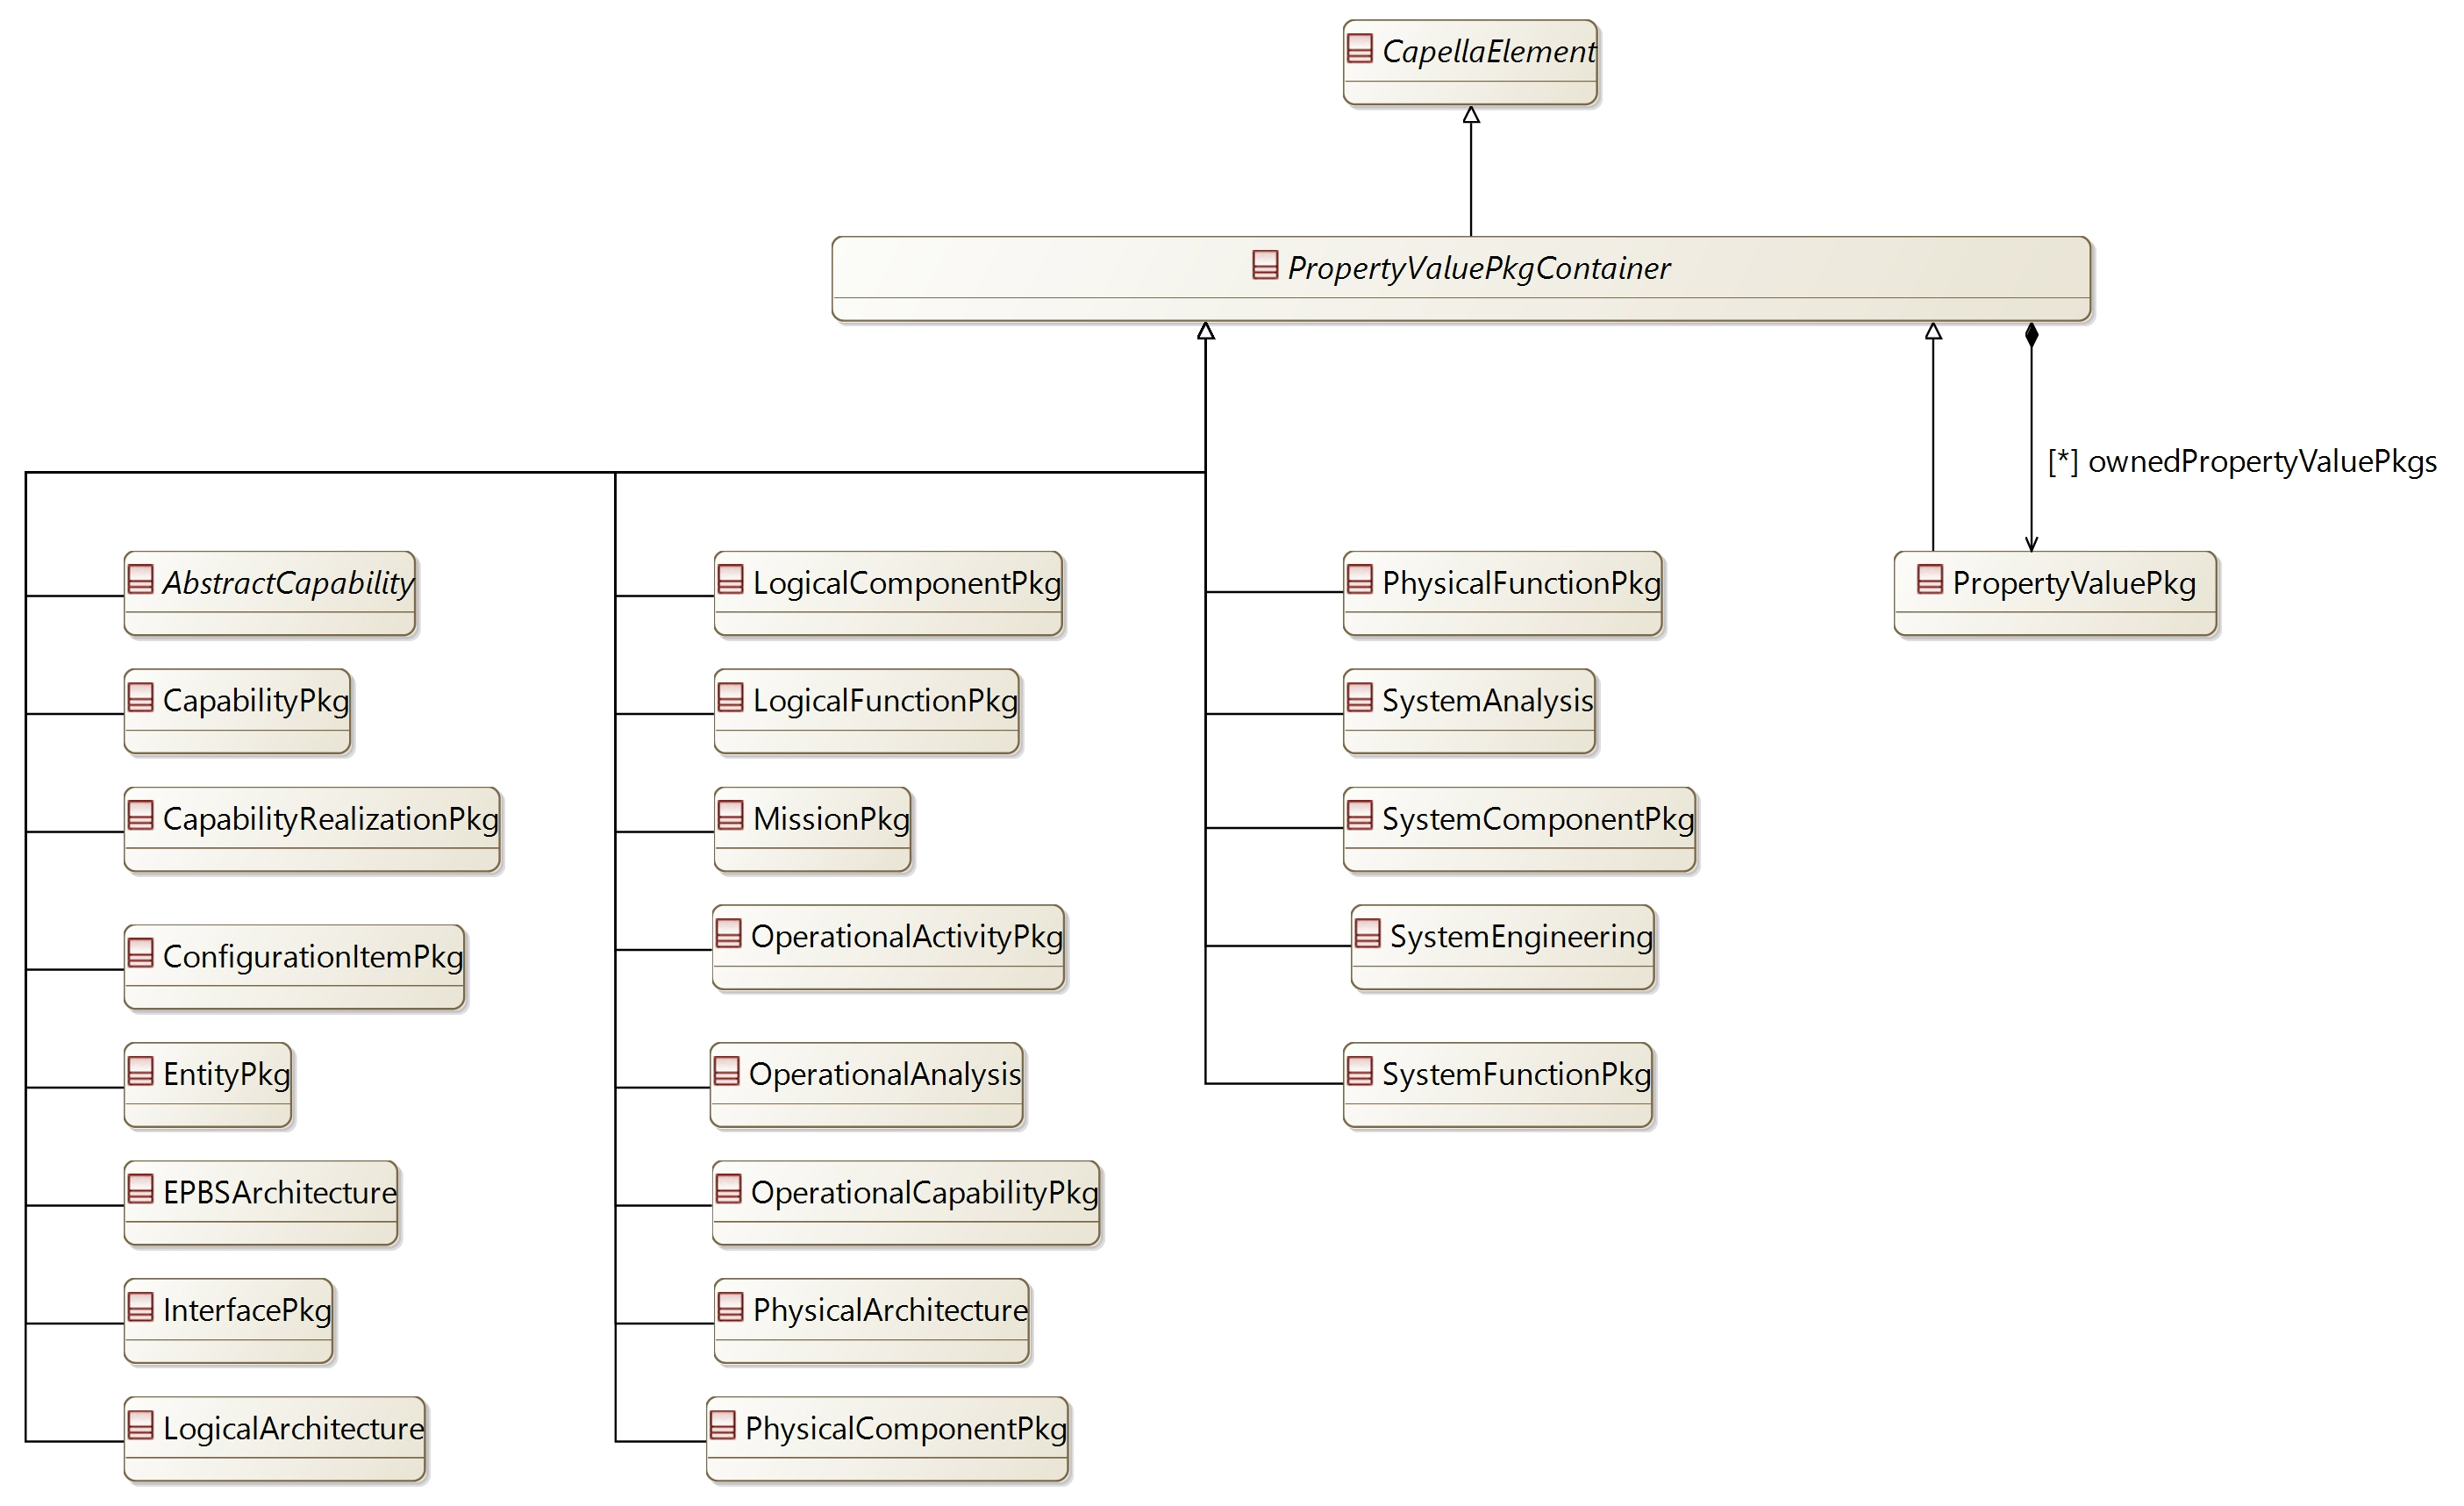 CapellaElement
PropertyValuePkgContainer
[*] ownedPropertyValuePkgs
AbstractCapability
LogicalComponentPkg
PhysicalFunctionPkg
PropertyValuePkg
CapabilityPkg
LogicalFunctionPkg
SystemAnalysis
CapabilityRealizationPkg
MissionPkg
SystemComponentPkg
ConfigurationItemPkg
OperationalActivityPkg
SystemEngineering
EntityPkg
OperationalAnalysis
SystemFunctionPkg
EPBSArchitecture
OperationalCapabilityPkg
InterfacePkg
PhysicalArchitecture
LogicalArchitecture
PhysicalComponentPkg